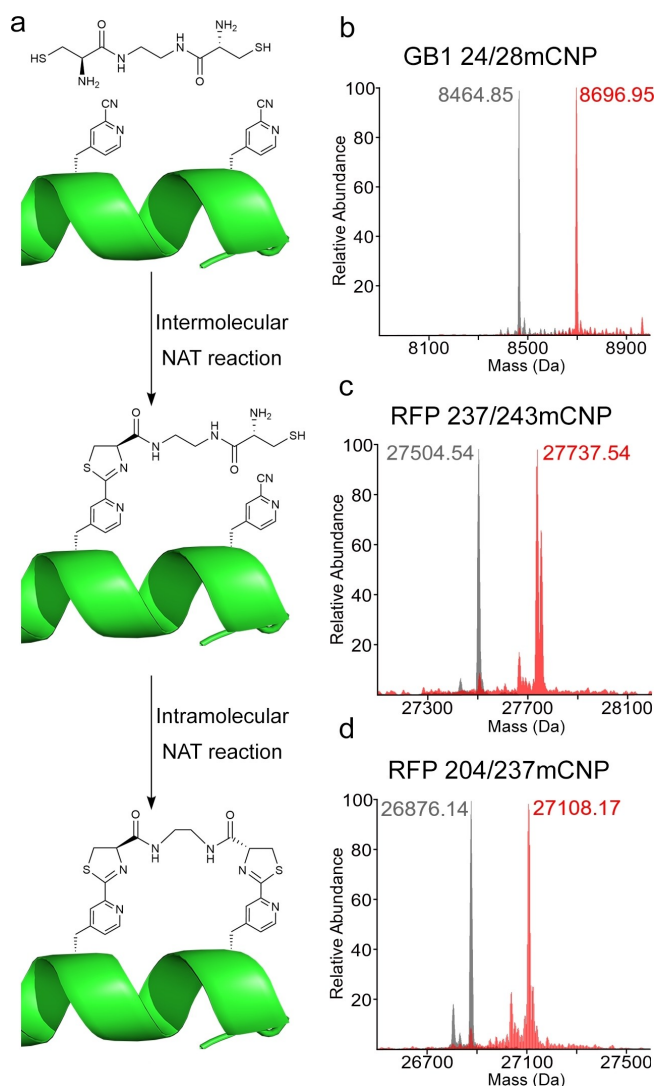 a
O
NH2
HS
N
H
H
N
SH
NH2
O
CN
N
CN
N
Intermolecular
NAT reaction
O
NH2
N
H
H
N
SH
S
N
O
CN
N
N
Intramolecular
NAT reaction
O
O
N
H
N
H
S
N
N
S
N
N
b
GB1 24/28mCNP
8464.85
8696.95
Relative Abundance
100
80
60
40
20
8100
8500
8900
Mass (Da)
c
RFP 237/243mCNP
27504.54
27737.54
Relative Abundance
100
80
60
40
20
27300
27700
28100
Mass (Da)
d
RFP 204/237mCNP
26876.14
27108.17
Relative Abundance
100
80
60
40
20
26700
27100
27500
Mass (Da)